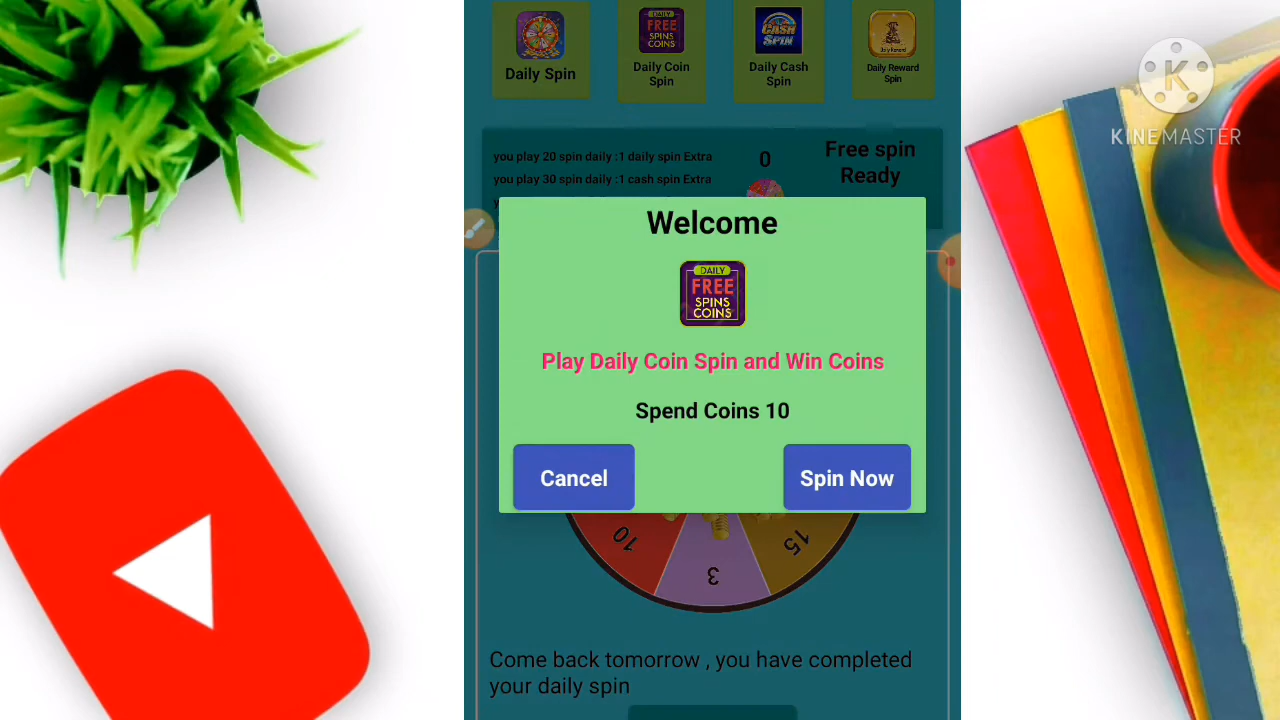 DAILY
FREE
SPINS
COINS
CASH
SPIN
Daily Reward
Daily Spin
Daily Coin
Spin
Daily Cash
Spin
Daily Reward
Spin
K
KINEMASTER
you play 20 spin daily :1 daily spin Extra
you play 30 spin daily :1 cash spin Extra
0
Free spin
Ready
Welcome
DAILY
FREE
SPINS
COINS
Play Daily Coin Spin and Win Coins
Spend Coins 10
Cancel
Spin Now
10
3
15
Come back tomorrow , you have completed
your daily spin